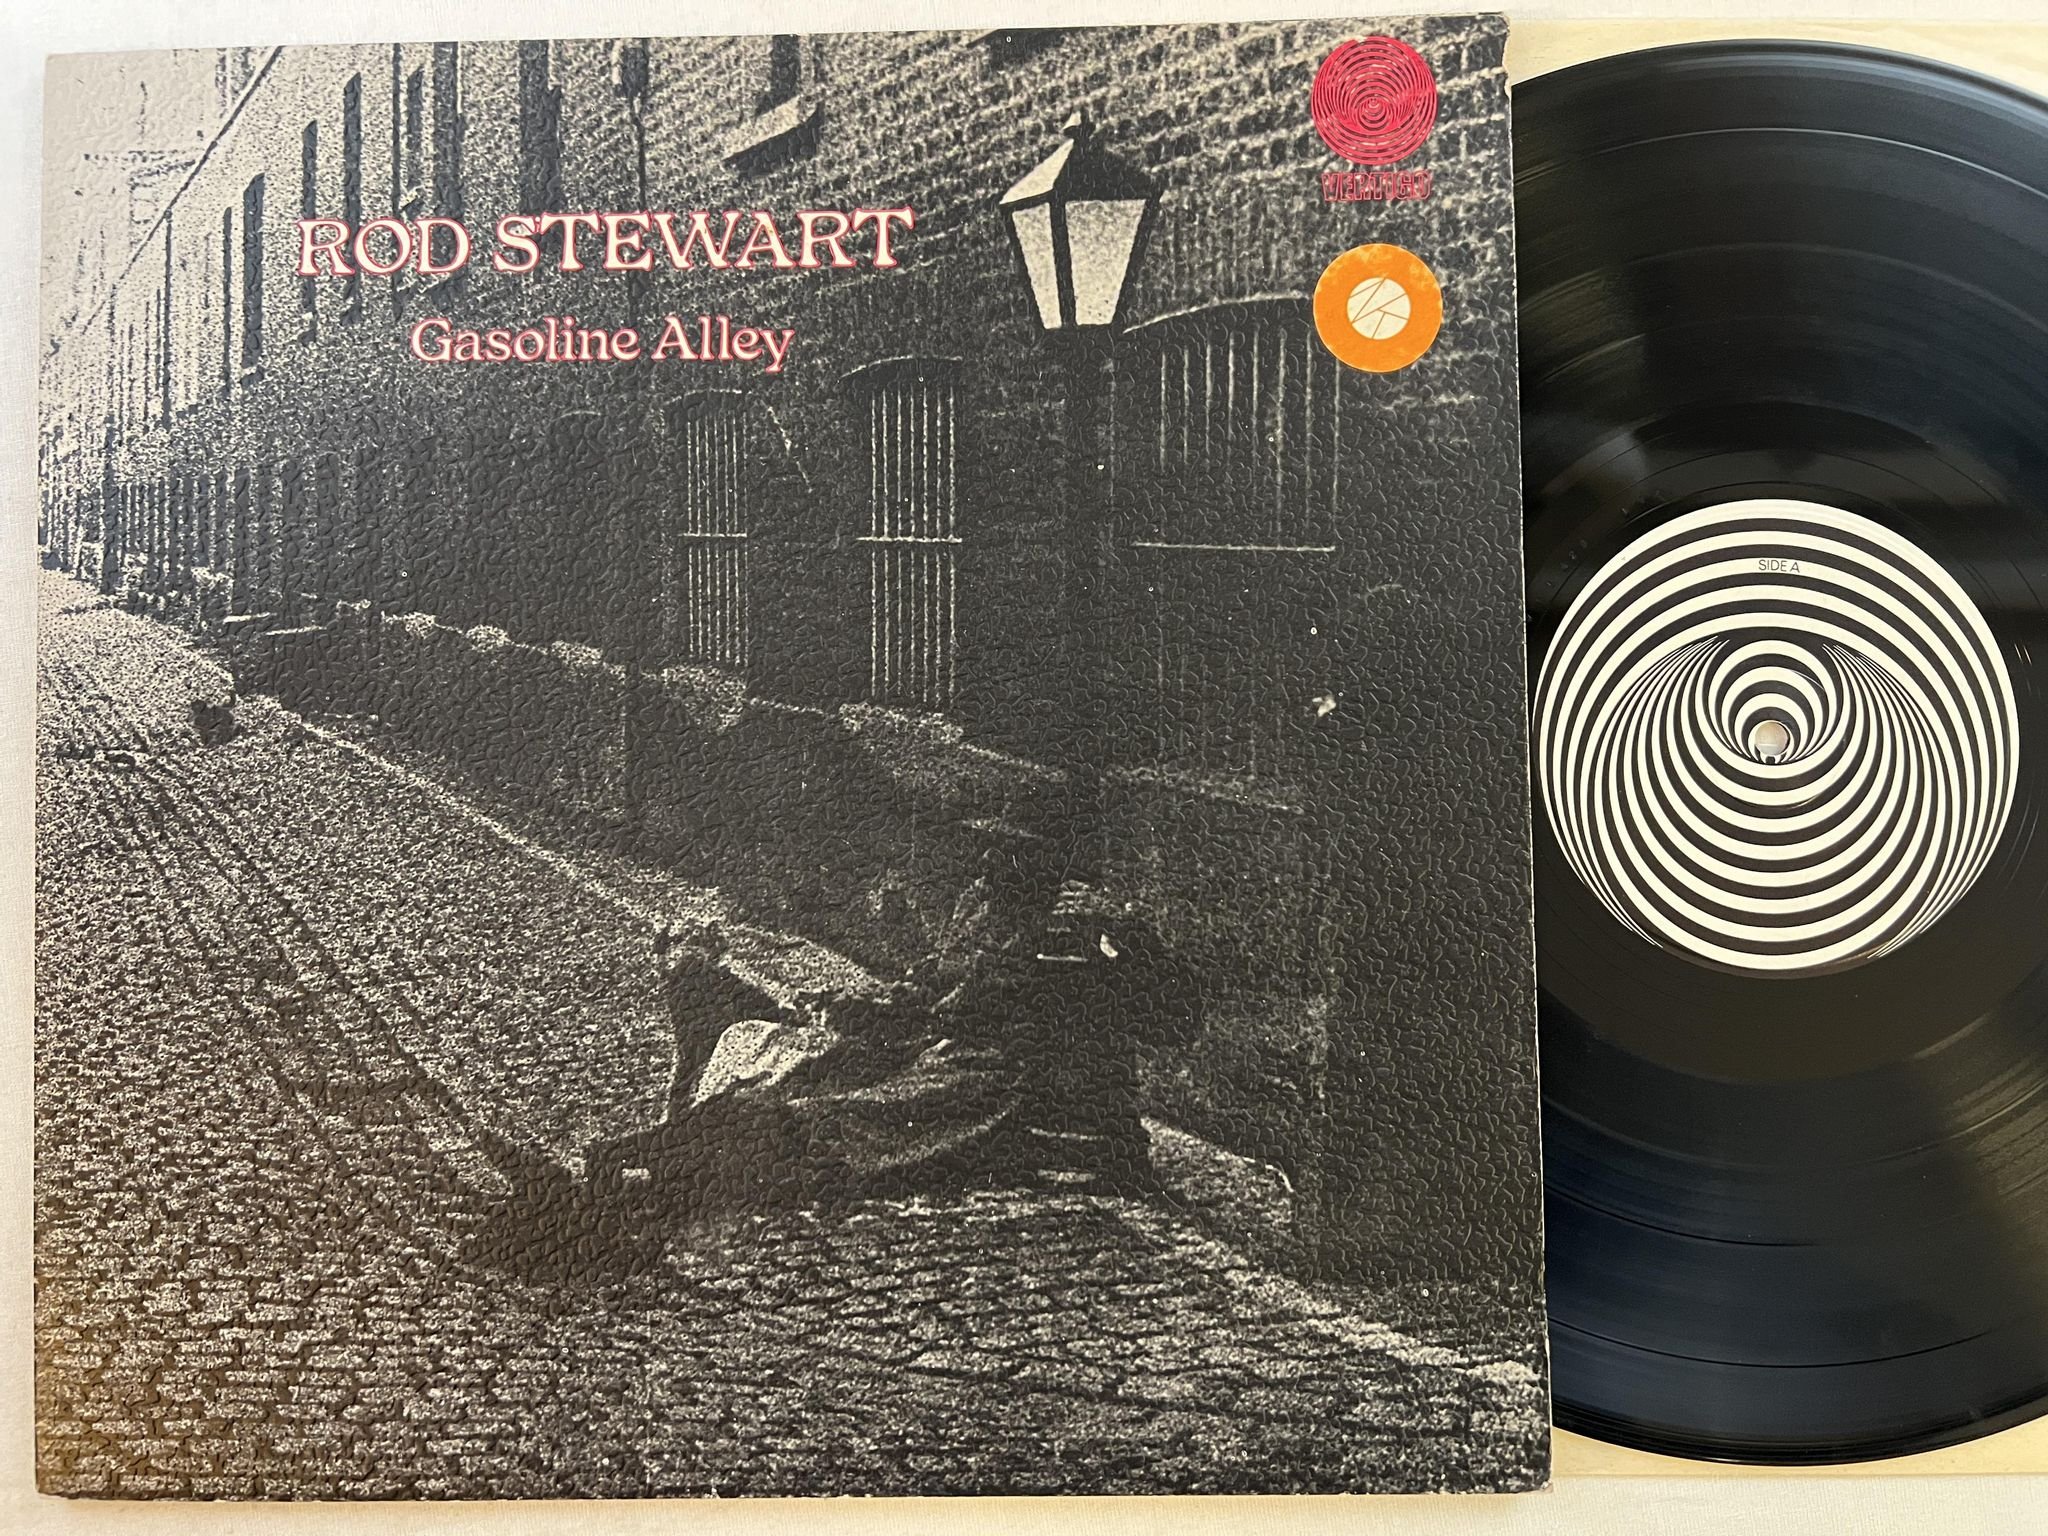 VERTIGO
ROD STEWART
Gasoline Alley
SIDE A